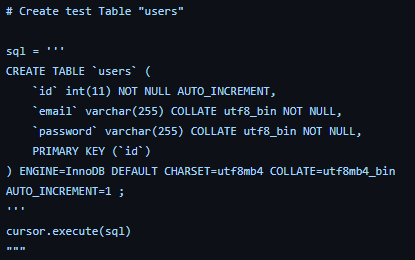 # Create test Table "users"
sql = '''
CREATE TABLE `users` (
    `id` int(11) NOT NULL AUTO_INCREMENT,
    `email` varchar(255) COLLATE utf8_bin NOT NULL,
    `password` varchar(255) COLLATE utf8_bin NOT NULL,
    PRIMARY KEY (`id`)
) ENGINE=InnoDB DEFAULT CHARSET=utf8mb4 COLLATE=utf8mb4_bin
AUTO_INCREMENT=1 ;
'''
cursor.execute(sql)
"""